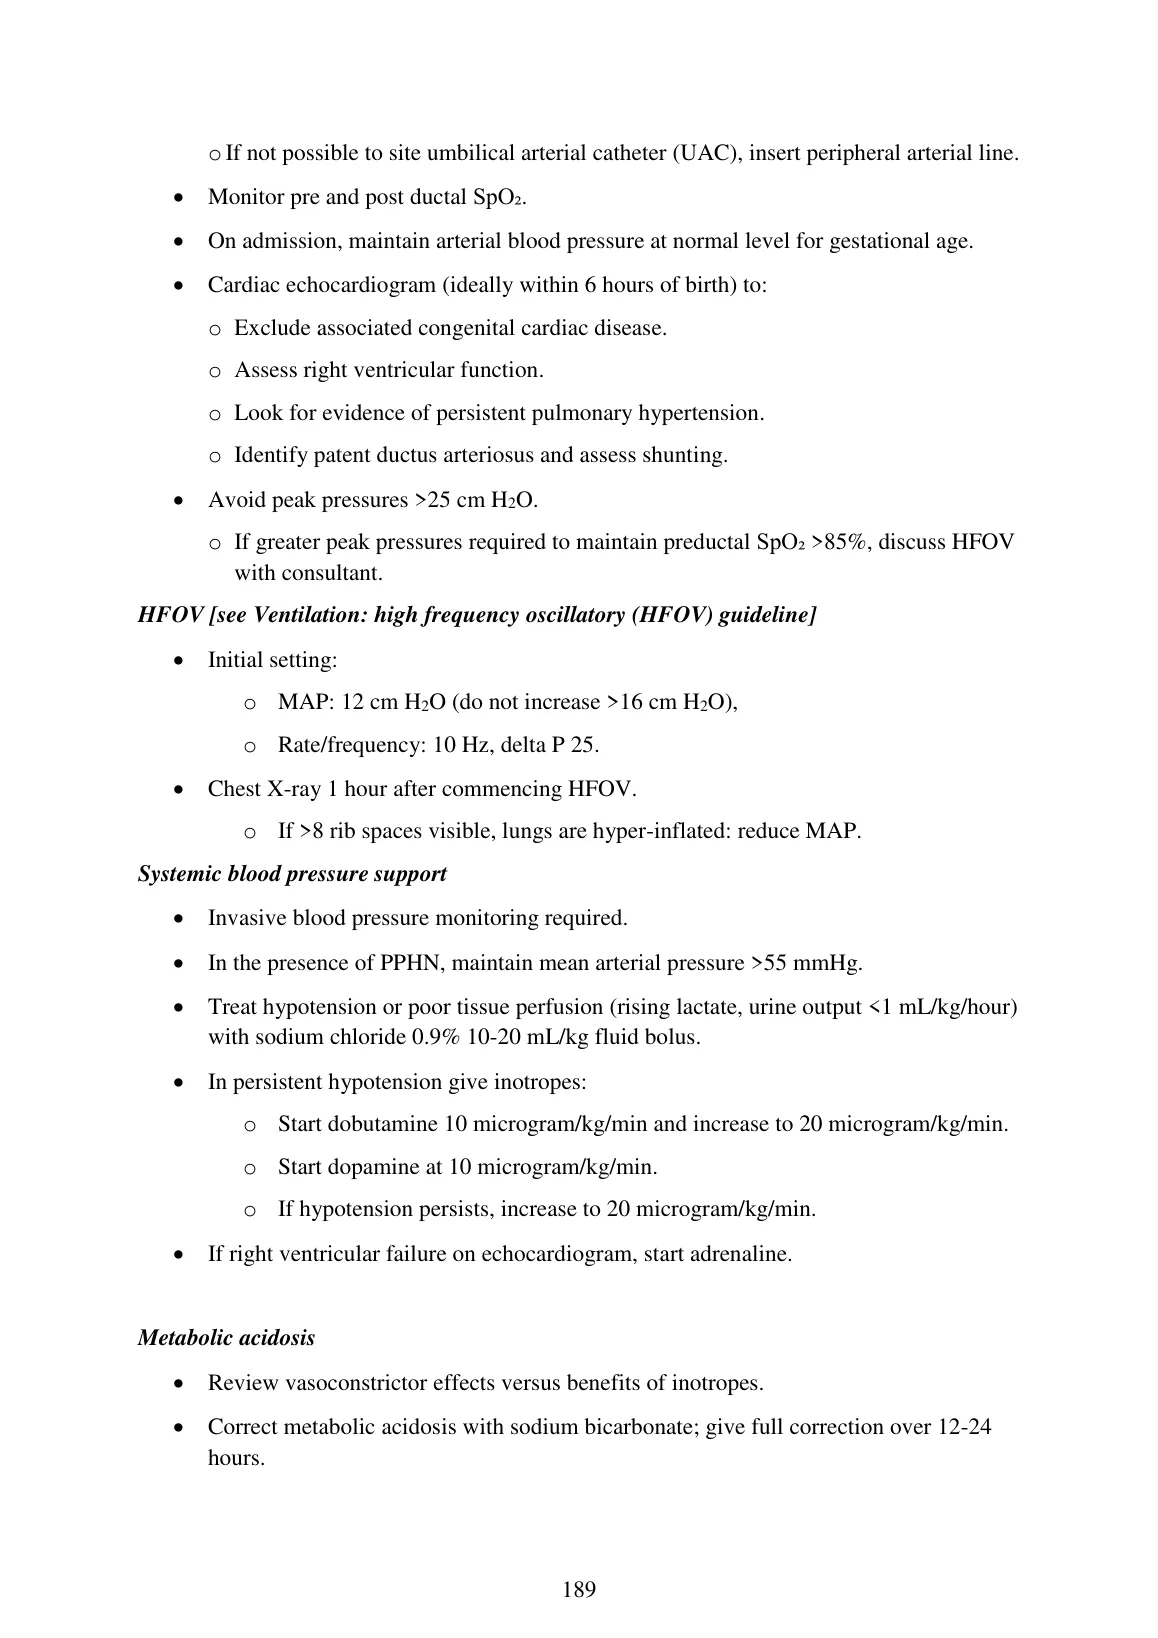 o If not possible to site umbilical arterial catheter (UAC), insert peripheral arterial line.
• Monitor pre and post ductal SpO₂.
• On admission, maintain arterial blood pressure at normal level for gestational age.
• Cardiac echocardiogram (ideally within 6 hours of birth) to:
o Exclude associated congenital cardiac disease.
o Assess right ventricular function.
o Look for evidence of persistent pulmonary hypertension.
o Identify patent ductus arteriosus and assess shunting.
• Avoid peak pressures >25 cm H₂O.
o If greater peak pressures required to maintain preductal SpO₂ >85%, discuss HFOV
with consultant.
HFOV [see Ventilation: high frequency oscillatory (HFOV) guideline]
• Initial setting:
o MAP: 12 cm H₂O (do not increase >16 cm H₂O),
o Rate/frequency: 10 Hz, delta P 25.
• Chest X-ray 1 hour after commencing HFOV.
o If >8 rib spaces visible, lungs are hyper-inflated: reduce MAP.
Systemic blood pressure support
• Invasive blood pressure monitoring required.
• In the presence of PPHN, maintain mean arterial pressure >55 mmHg.
• Treat hypotension or poor tissue perfusion (rising lactate, urine output <1 mL/kg/hour)
with sodium chloride 0.9% 10-20 mL/kg fluid bolus.
• In persistent hypotension give inotropes:
o Start dobutamine 10 microgram/kg/min and increase to 20 microgram/kg/min.
o Start dopamine at 10 microgram/kg/min.
o If hypotension persists, increase to 20 microgram/kg/min.
• If right ventricular failure on echocardiogram, start adrenaline.
Metabolic acidosis
• Review vasoconstrictor effects versus benefits of inotropes.
• Correct metabolic acidosis with sodium bicarbonate; give full correction over 12-24
hours.
189